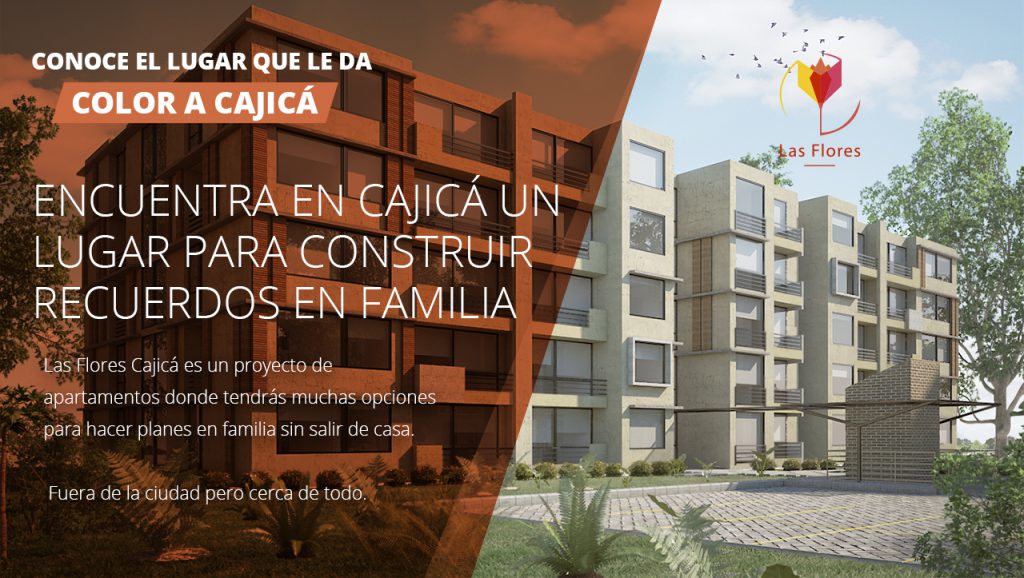 CONOCE EL LUGAR QUE LE DA
COLOR A CAJICÁ
Las Flores
ENCUENTRA EN CAJICÁ UN
LUGAR PARA CONSTRUIR
RECUERDOS EN FAMILIA
Las Flores Cajicá es un proyecto de
apartamentos donde tendrás muchas opciones
para hacer planes en familia sin salir de casa.
Fuera de la ciudad pero cerca de todo.